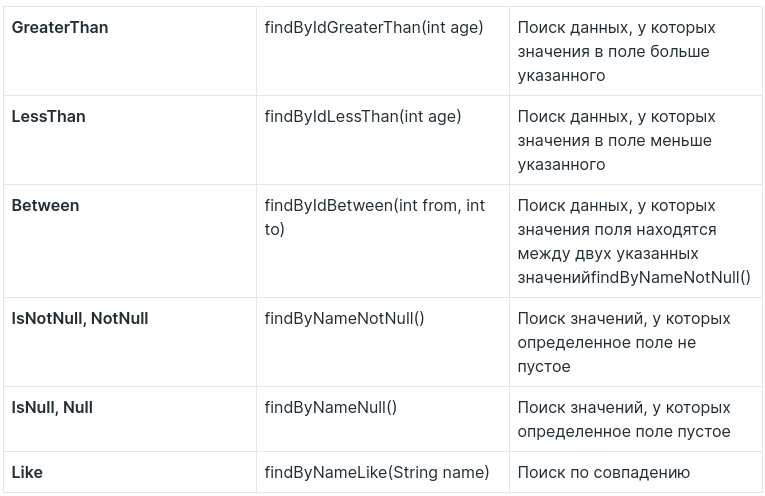 GreaterThan
findByIdGreaterThan(int age)
Поиск данных, у которых
значения в поле больше
указанного
LessThan
findByIdLessThan(int age)
Поиск данных, у которых
значения в поле меньше
указанного
Between
findByIdBetween(int from, int
to)
Поиск данных, у которых
значения поля находятся
между двух указанных
значенийfindByNameNotNull()
IsNotNull, NotNull
findByNameNotNull()
Поиск значений, у которых
определенное поле не
пустое
IsNull, Null
findByNameNull()
Поиск значений, у которых
определенное поле пустое
Like
findByNameLike(String name)
Поиск по совпадению